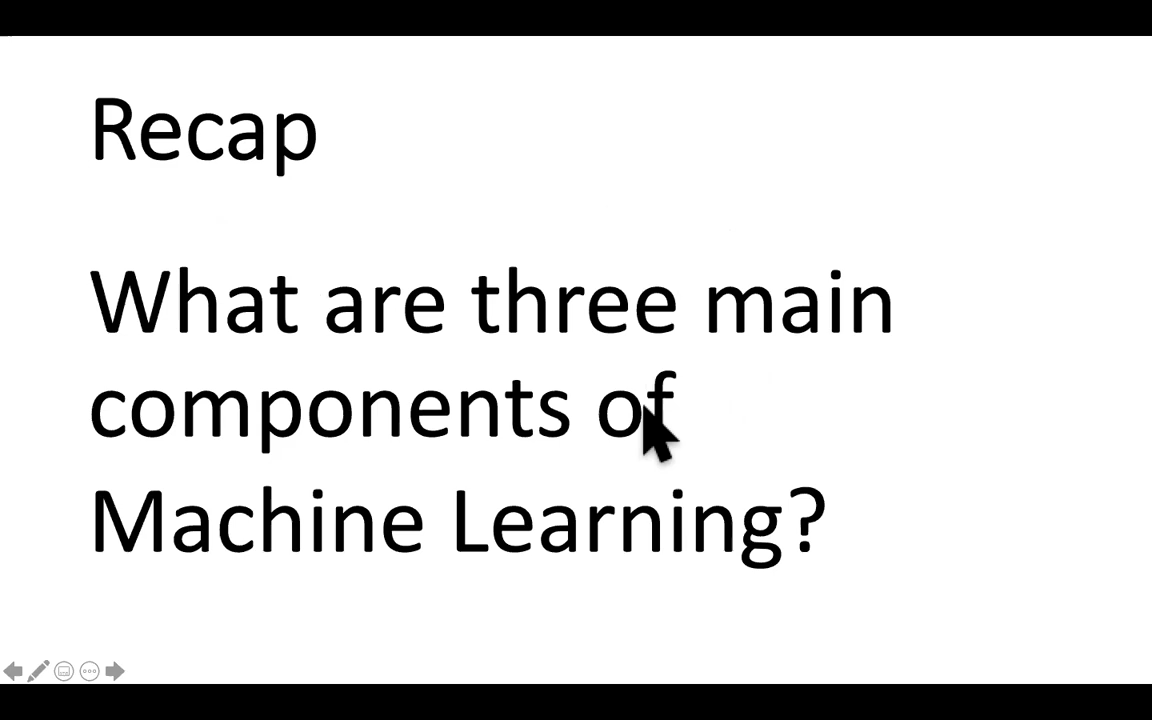 Recap
What are three main
components of
Machine Learning?